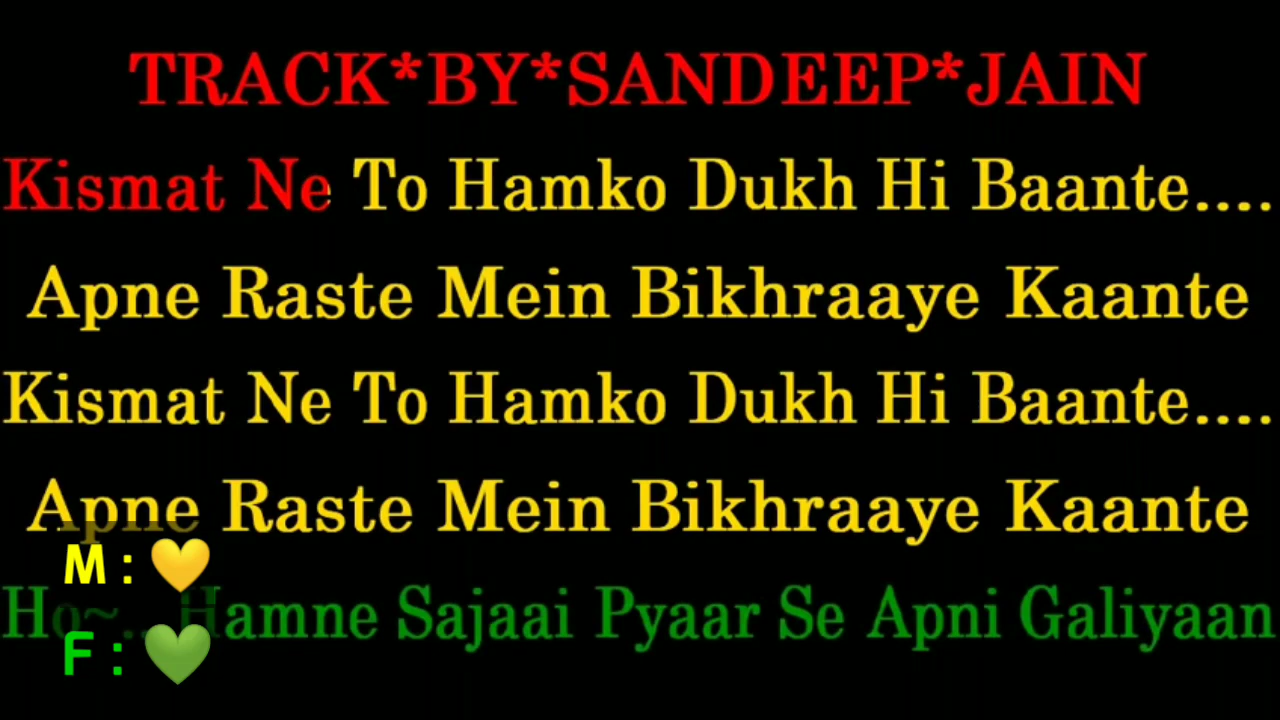 TRACK*BY*SANDEEP*JAIN
Kismat Ne To Hamko Dukh Hi Baante....
Apne Raste Mein Bikhraaye Kaante
Kismat Ne To Hamko Dukh Hi Baante....
Apne Raste Mein Bikhraaye Kaante
M : 💛
Ho~... Hamne Sajaai Pyaar Se Apni Galiyaan
F : 💚